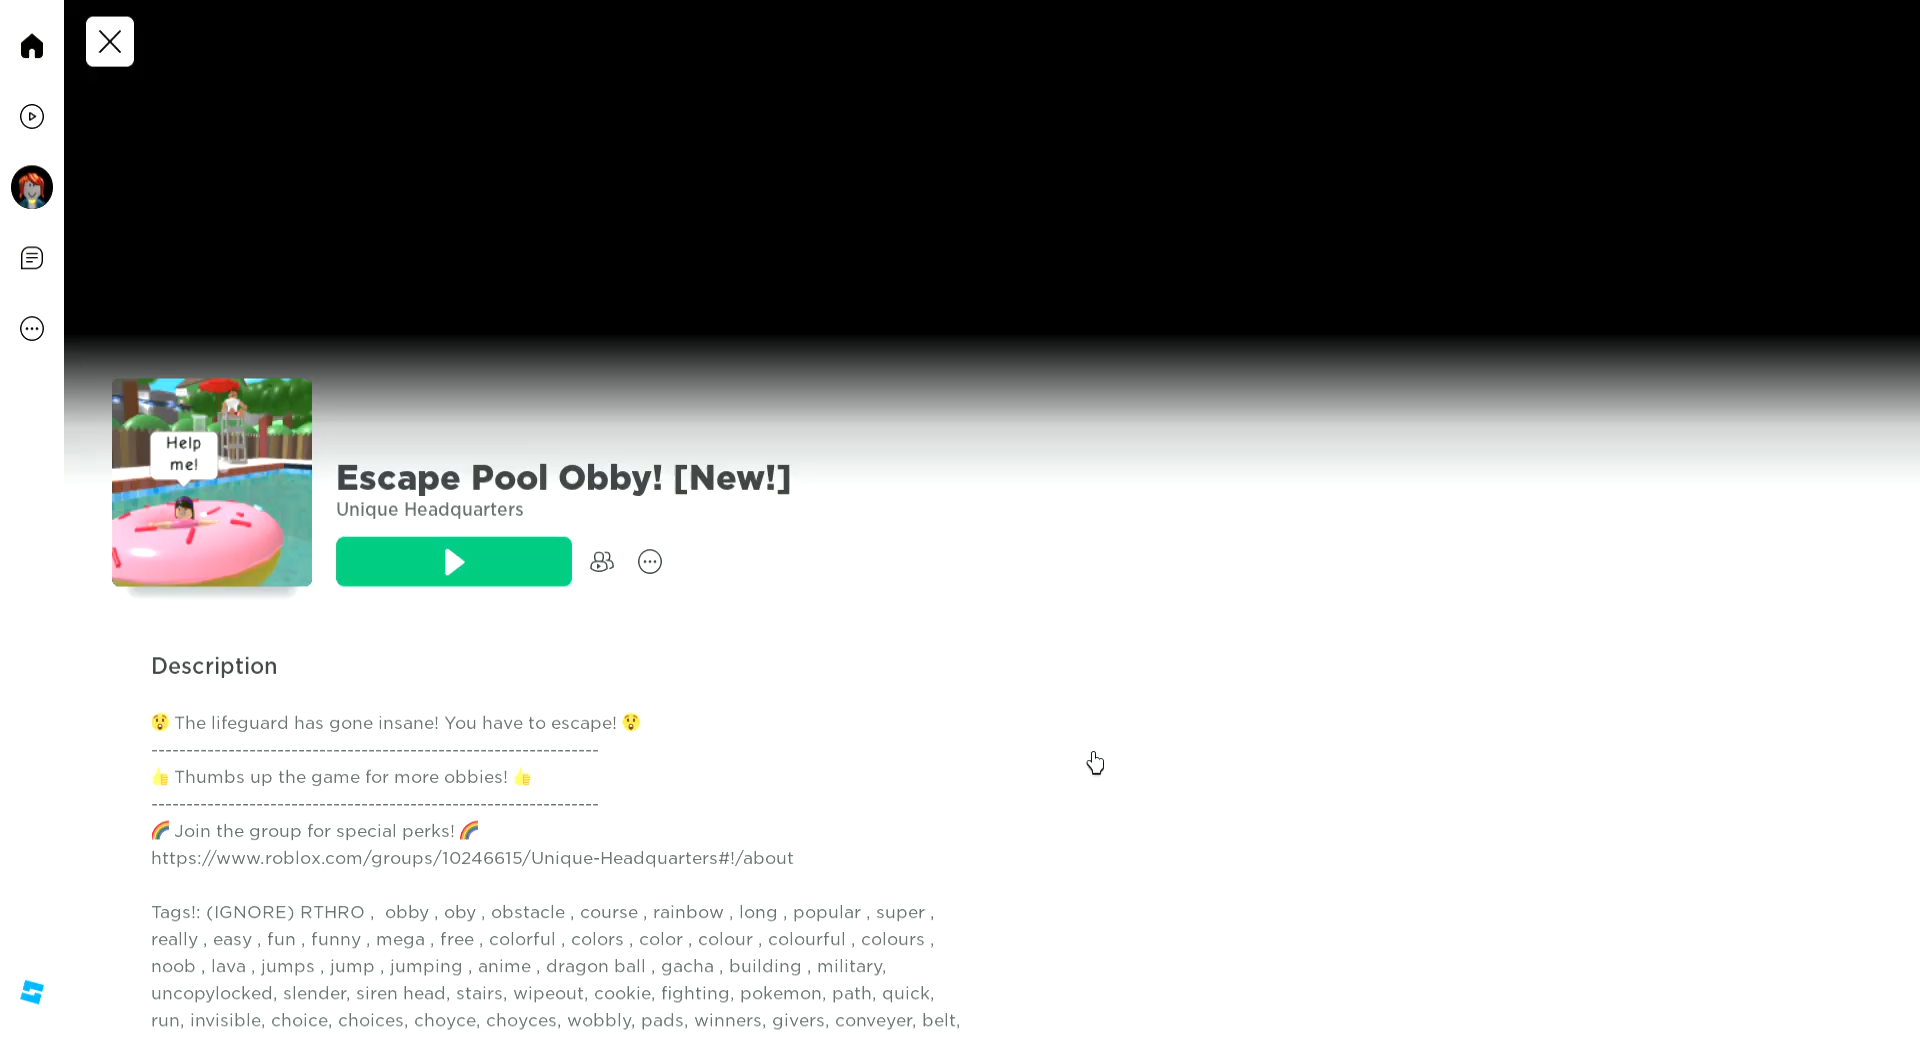 Help
me!
Escape Pool Obby! [New!]
Unique Headquarters
Description
😲 The lifeguard has gone insane! You have to escape! 😲
----------------------------------------------------------------
👍 Thumbs up the game for more obbies! 👍
----------------------------------------------------------------
🌈 Join the group for special perks! 🌈
https://www.roblox.com/groups/10246615/Unique-Headquarters#!/about
Tags!: (IGNORE) RTHRO ,  obby , oby , obstacle , course , rainbow , long , popular , super ,
really , easy , fun , funny , mega , free , colorful , colors , color , colour , colourful , colours ,
noob , lava , jumps , jump , jumping , anime , dragon ball , gacha , building , military,
uncopylocked, slender, siren head, stairs, wipeout, cookie, fighting, pokemon, path, quick,
run, invisible, choice, choices, choyce, choyces, wobbly, pads, winners, givers, conveyer, belt,